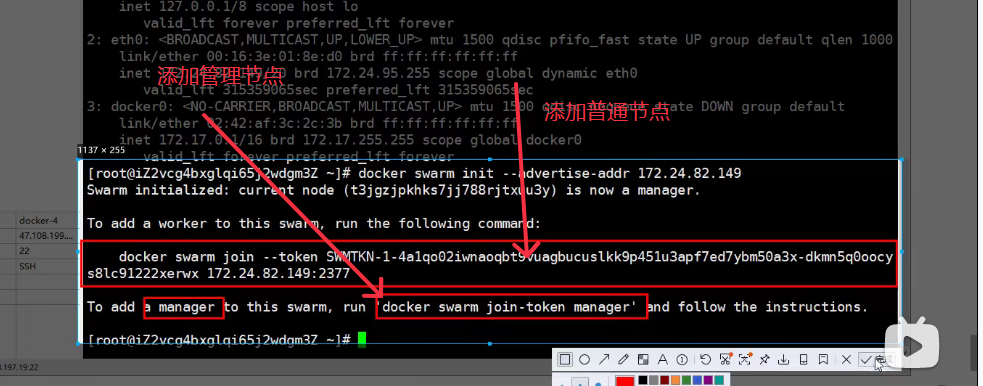 inet 127.0.0.1/8 scope host lo
valid_lft forever preferred_lft forever
2: eth0: <BROADCAST,MULTICAST,UP,LOWER_UP> mtu 1500 qdisc pfifo_fast state UP group default qlen 1000
link/ether 00:16:3e:01:8e:d0 brd ff:ff:ff:ff:ff:ff
添加管理节点
inet 172.24.82.149/20 brd 172.24.95.255 scope global dynamic eth0
valid_lft 315359065sec preferred_lft 315359065sec
添加普通节点
3: docker0: <NO-CARRIER,BROADCAST,MULTICAST,UP> mtu 1500 state DOWN group default
link/ether 02:42:af:3c:2c:3b brd ff:ff:ff:ff:ff:ff
inet 172.17.0.1/16 brd 172.17.255.255 scope global docker0
valid_lft forever preferred_lft forever
1137 × 255
[root@iZ2vcg4bxglqi65j2wdgm3Z ~]# docker swarm init --advertise-addr 172.24.82.149
Swarm initialized: current node (t3jgzjpkhks7jj788rjtxuu3y) is now a manager.
To add a worker to this swarm, run the following command:
docker swarm join --token SWMTKN-1-4a1qo02iwnaoqbt9vuagbucuslkk9p451u3apf7ed7ybm50a3x-dkmn5q0oocy
s8lc91222xerwx 172.24.82.149:2377
To add a manager to this swarm, run 'docker swarm join-token manager' and follow the instructions.
[root@iZ2vcg4bxglqi65j2wdgm3Z ~]#
docker-4
47.108.199....
22
SSH
3.197.19:22